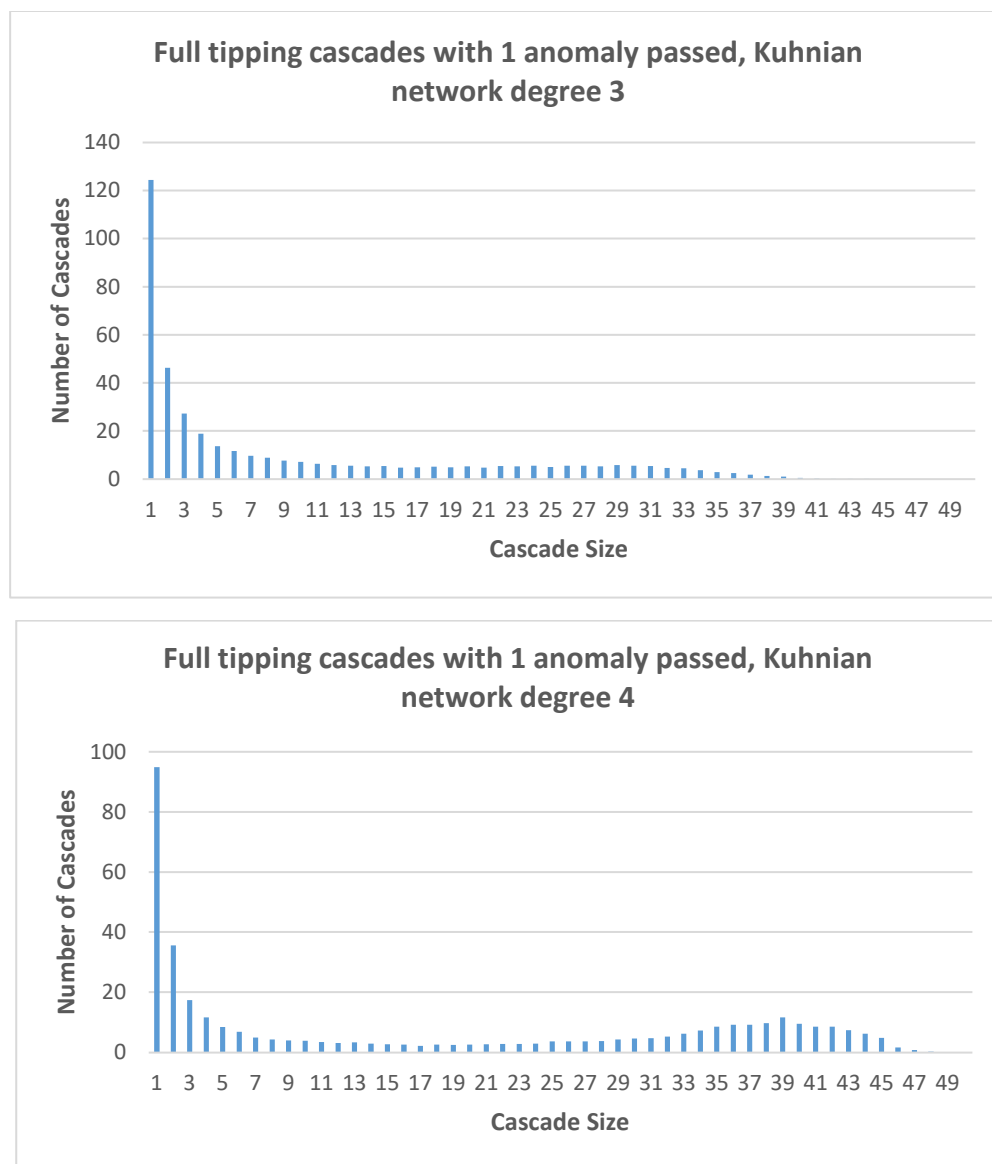 Full tipping cascades with 1 anomaly passed, Kuhnian
network degree 3
Number of Cascades
140
120
100
80
60
40
20
0
1 3 5 7 9 11 13 15 17 19 21 23 25 27 29 31 33 35 37 39 41 43 45 47 49
Cascade Size
Full tipping cascades with 1 anomaly passed, Kuhnian
network degree 4
Number of Cascades
100
80
60
40
20
0
1 3 5 7 9 11 13 15 17 19 21 23 25 27 29 31 33 35 37 39 41 43 45 47 49
Cascade Size